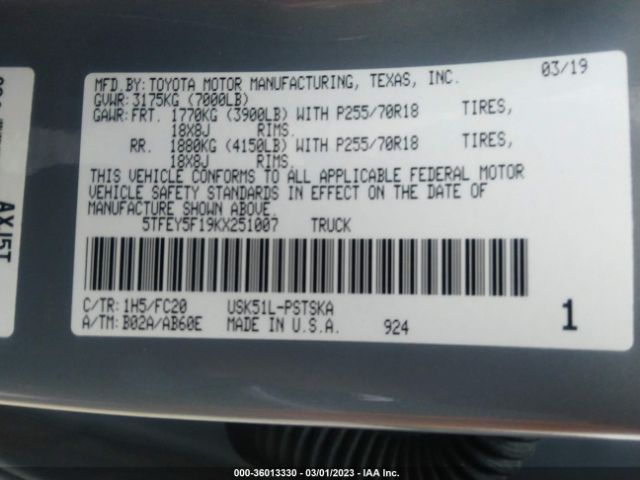 MFD.BY: TOYOTA MOTOR MANUFACTURING, TEXAS, INC. 03/19
GVWR: 3175KG (7000LB)
GAWR: FRT. 1770KG (3900LB) WITH P255/70R18 TIRES,
18X8J RIMS.
RR. 1880KG (4150LB) WITH P255/70R18 TIRES,
18X8J RIMS.
THIS VEHICLE CONFORMS TO ALL APPLICABLE FEDERAL MOTOR
VEHICLE SAFETY STANDARDS IN EFFECT ON THE DATE OF
MANUFACTURE SHOWN ABOVE.
5TFEY5F19KX251007 TRUCK
C/TR: 1H5/FC20 USK51L-PSTSKA
A/TM: B02A/AB60E MADE IN U.S.A. 924 1
AXJ5T
000-36013330 - 03/01/2023 - IAA Inc.